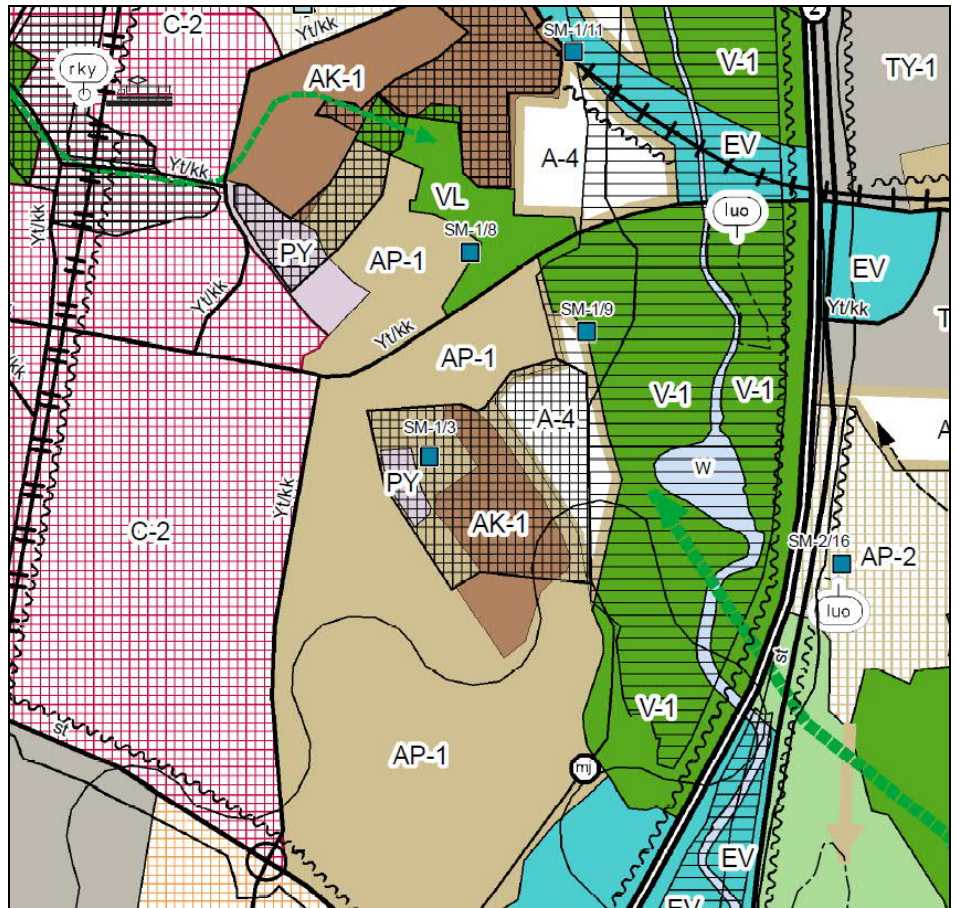 C-2
Yt/kk
2
SM-1/11
V-1
TY-1
rky
AK-1
A-4
EV
Yt/kk
VL
luo
Yt/kk
PY
SM-1/8
AP-1
EV
Yt/kk
SM-1/9
Yt/kk
AP-1
V-1
V-1
SM-1/3
A-4
W
PY
Yt/kk
AK-1
C-2
SM-2/16
AP-2
luo
st
V-1
st
AP-1
mj
EV
EV